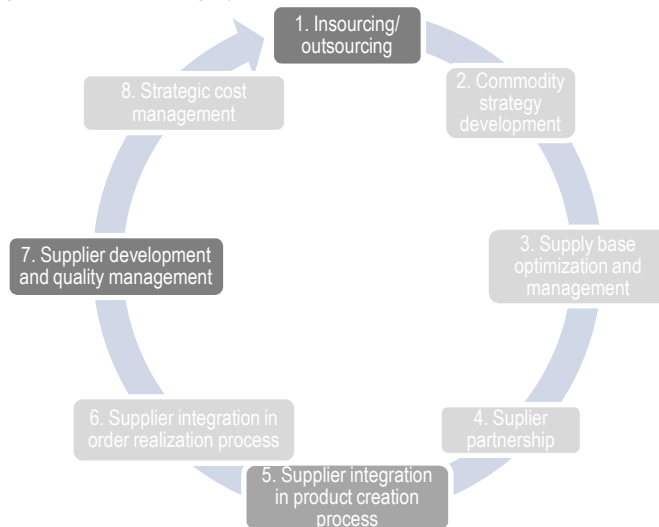 1. Insourcing/
outsourcing
2. Commodity
strategy
development
3. Supply base
optimization and
management
4. Suplier
partnership
5. Supplier integration
in product creation
process
6. Supplier integration in
order realization process
7. Supplier development
and quality management
8. Strategic cost
management